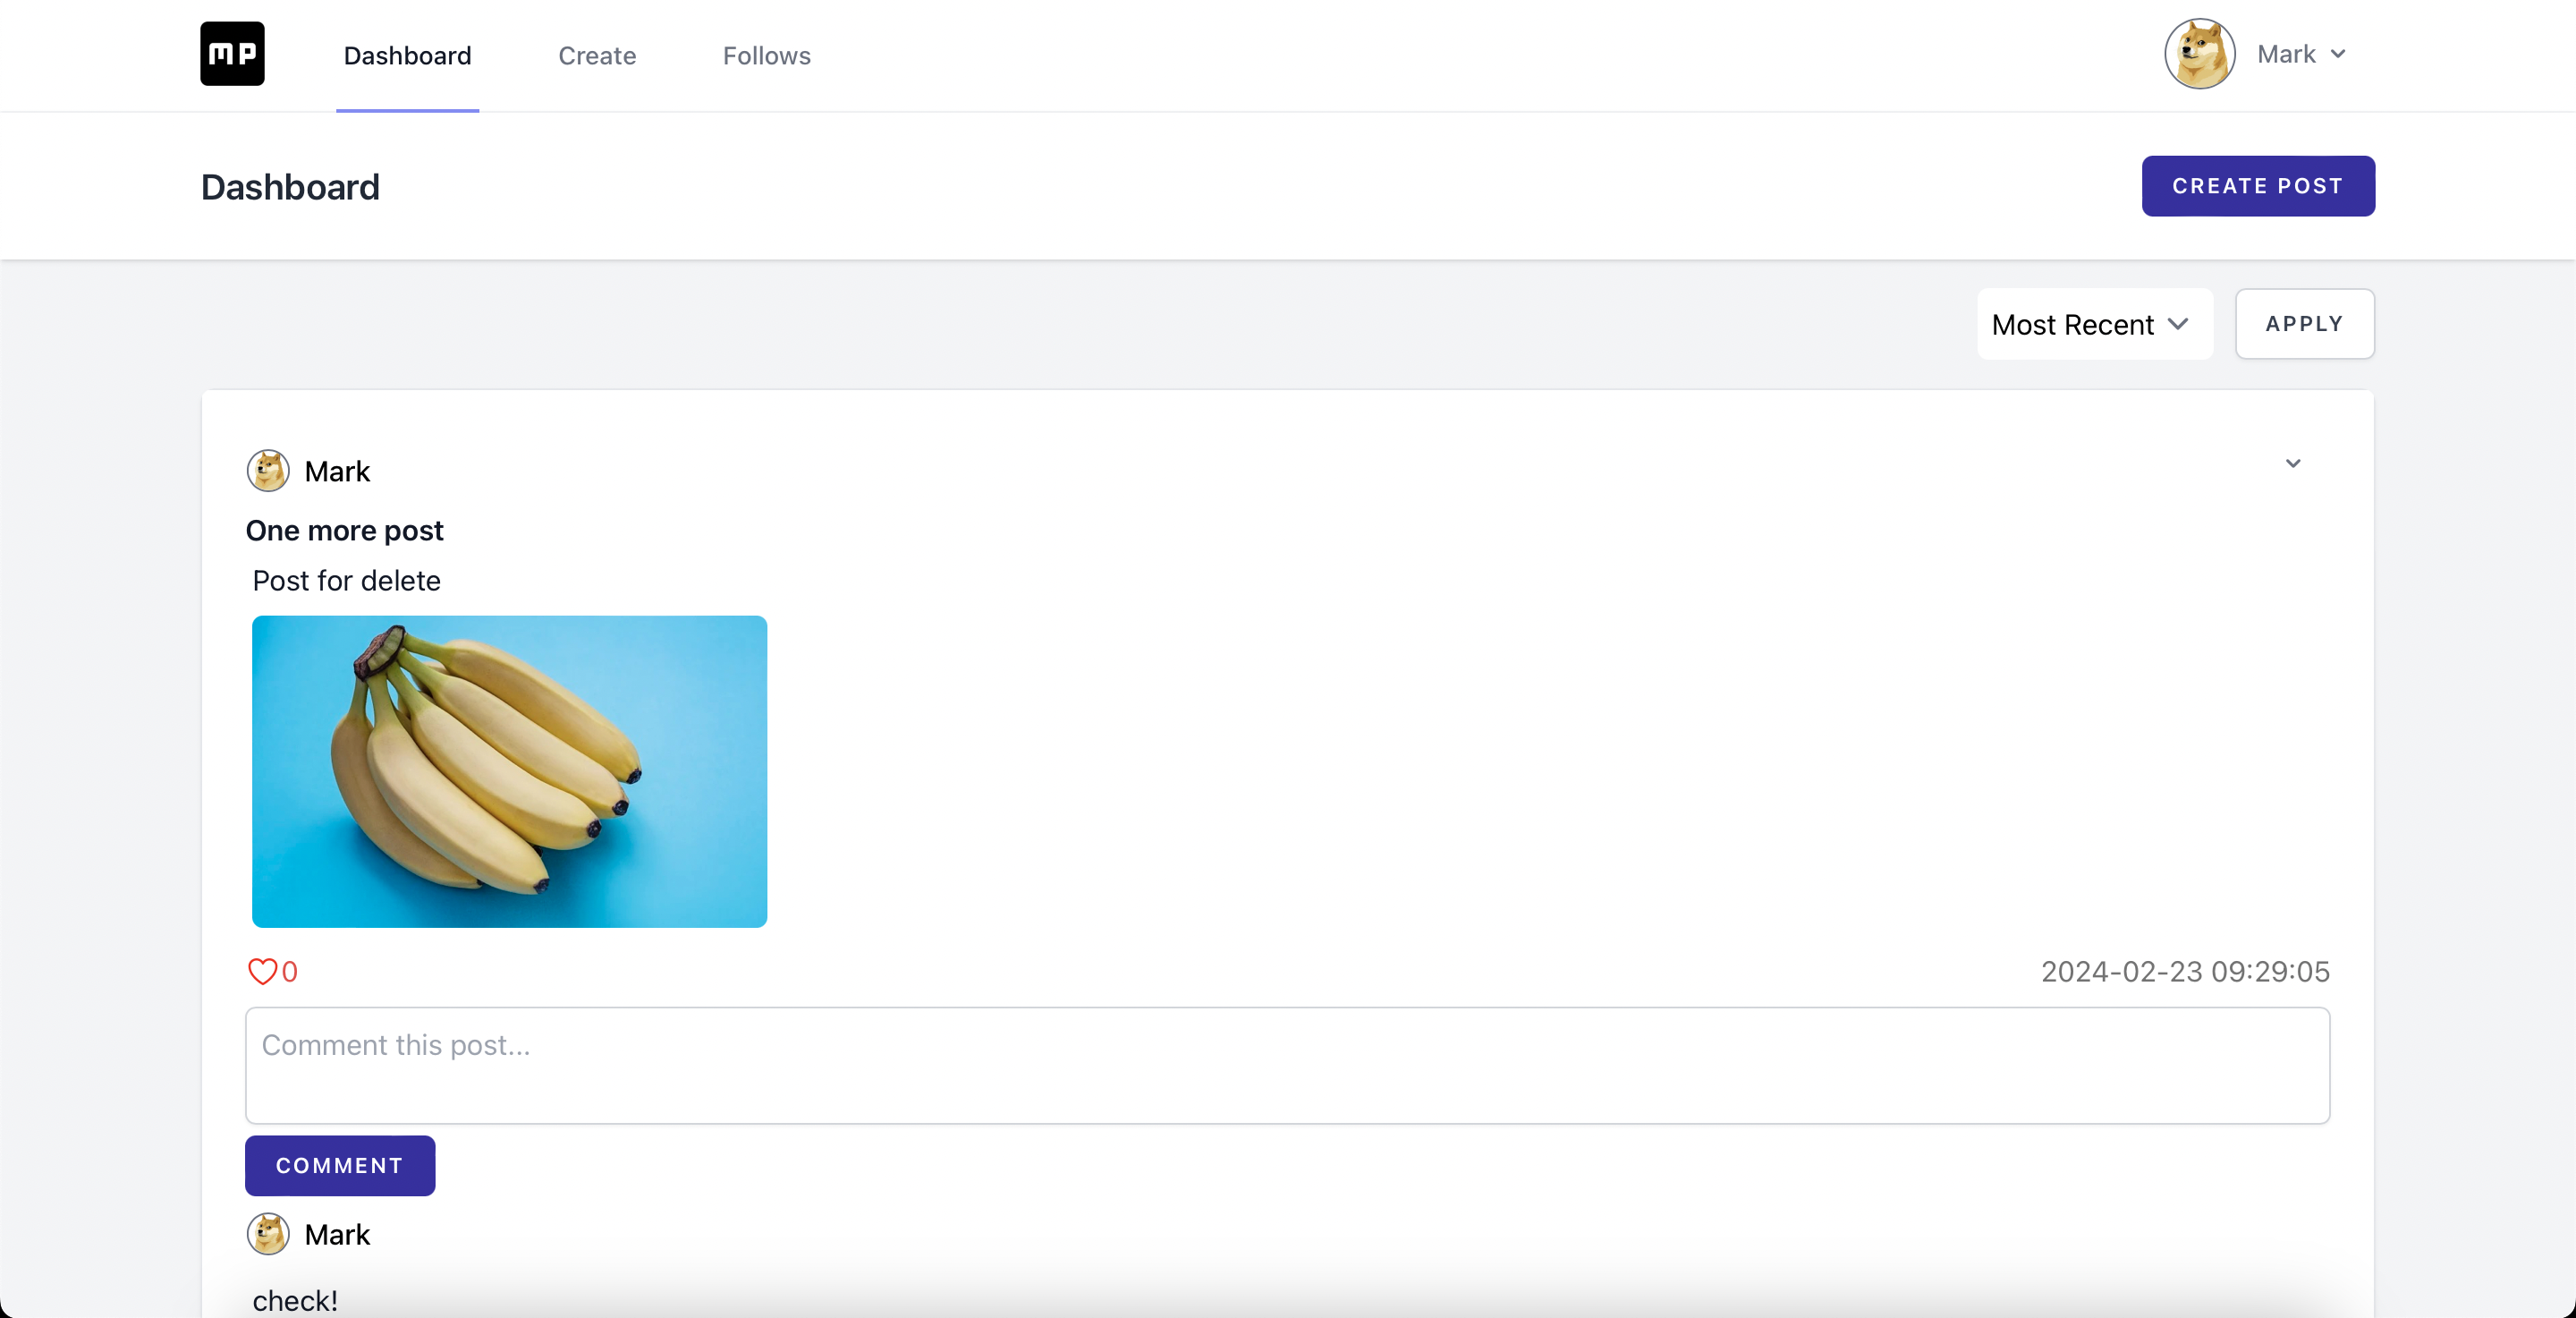 mp
Dashboard
Create
Follows
Mark
Dashboard
CREATE POST
Most Recent
APPLY
Mark
One more post
Post for delete
0
2024-02-23 09:29:05
Comment this post...
COMMENT
Mark
check!